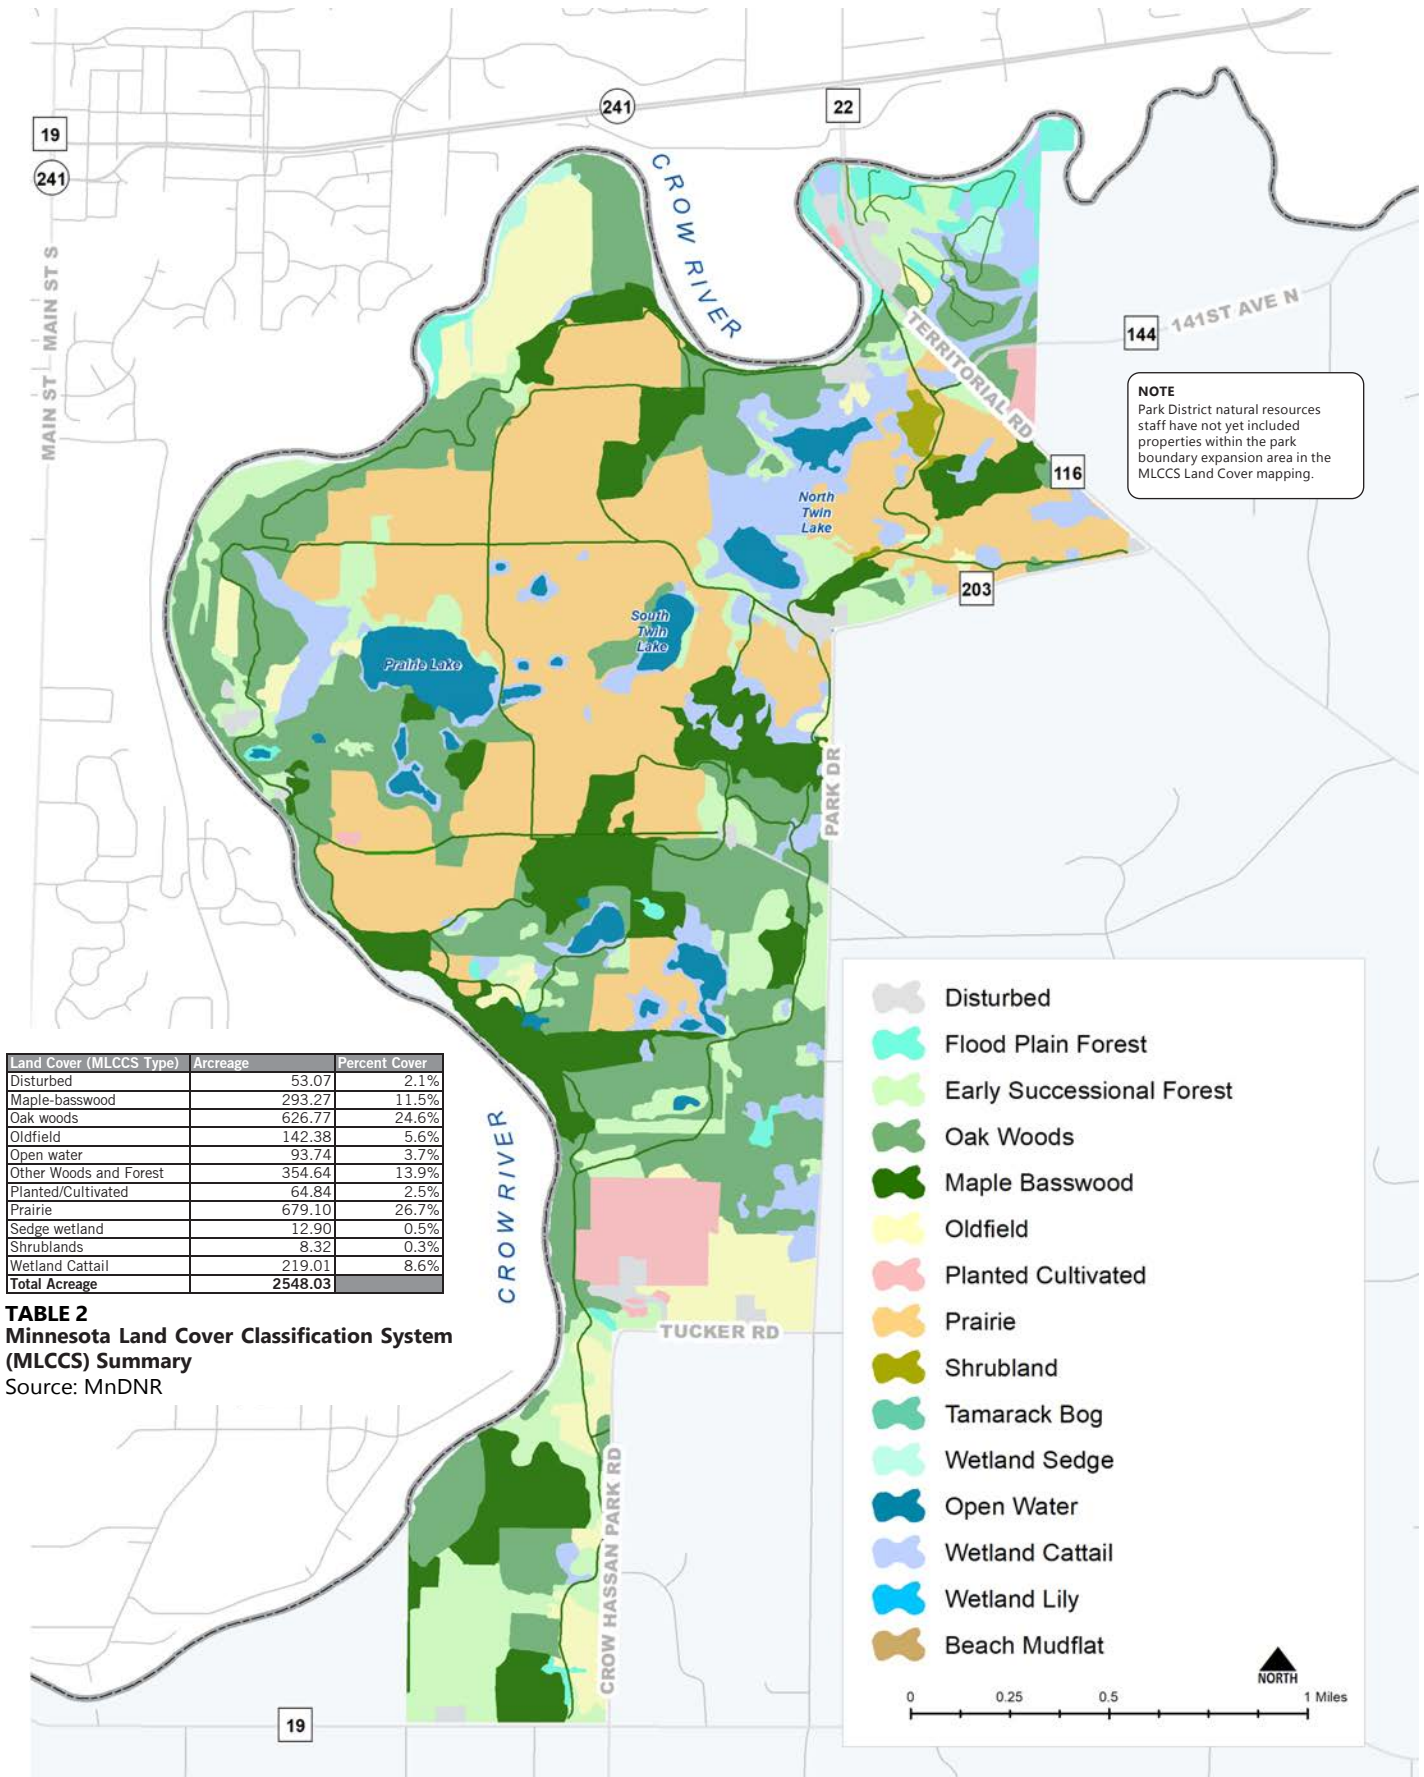 241
22
19
241
CROW RIVER
MAIN ST S
MAIN ST
TERRITORIAL RD
144
141ST AVE N
NOTE
Park District natural resources
staff have not yet included
properties within the park
boundary expansion area in the
MLCCS Land Cover mapping.
116
North
Twin
Lake
203
South
Twin
Lake
Prairie Lake
PARK DR
Disturbed
Flood Plain Forest
Early Successional Forest
Oak Woods
Maple Basswood
Oldfield
Planted Cultivated
Prairie
Shrubland
Tamarack Bog
Wetland Sedge
Open Water
Wetland Cattail
Wetland Lily
Beach Mudflat
NORTH
0 0.25 0.5 1 Miles
Land Cover (MLCCS Type) Arcreage Percent Cover
Disturbed 53.07 2.1%
Maple-basswood 293.27 11.5%
Oak woods 626.77 24.6%
Oldfield 142.38 5.6%
Open water 93.74 3.7%
Other Woods and Forest 354.64 13.9%
Planted/Cultivated 64.84 2.5%
Prairie 679.10 26.7%
Sedge wetland 12.90 0.5%
Shrublands 8.32 0.3%
Wetland Cattail 219.01 8.6%
Total Acreage 2548.03
TABLE 2
Minnesota Land Cover Classification System
(MLCCS) Summary
Source: MnDNR
CROW RIVER
TUCKER RD
CROW HASSAN PARK RD
19